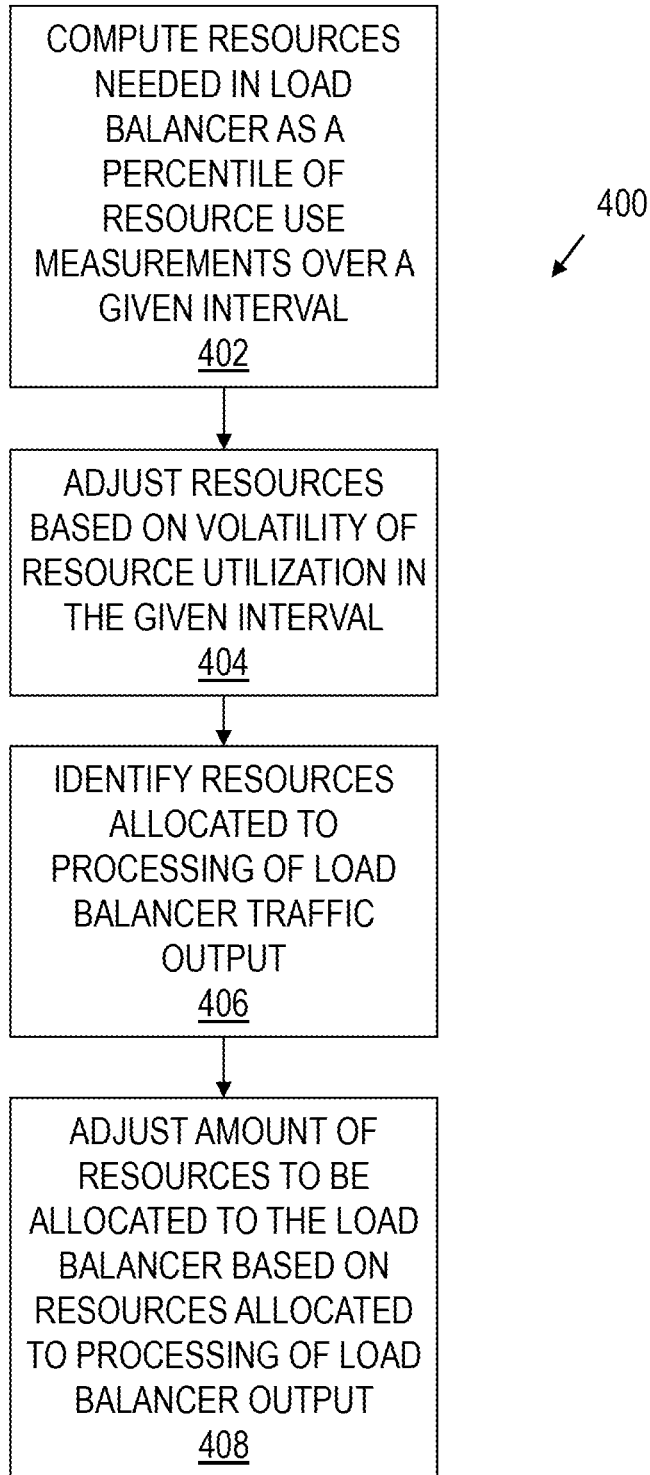 COMPUTE RESOURCES
NEEDED IN LOAD
BALANCER AS A
PERCENTILE OF
RESOURCE USE
MEASUREMENTS OVER A
GIVEN INTERVAL
402
400
ADJUST RESOURCES
BASED ON VOLATILITY OF
RESOURCE UTILIZATION IN
THE GIVEN INTERVAL
404
IDENTIFY RESOURCES
ALLOCATED TO
PROCESSING OF LOAD
BALANCER TRAFFIC
OUTPUT
406
ADJUST AMOUNT OF
RESOURCES TO BE
ALLOCATED TO THE LOAD
BALANCER BASED ON
RESOURCES ALLOCATED
TO PROCESSING OF LOAD
BALANCER OUTPUT
408